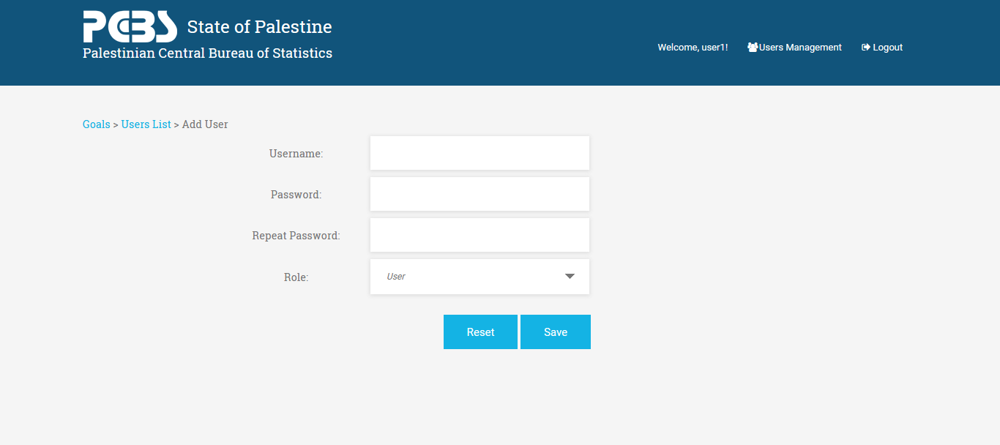 PCBS State of Palestine
Palestinian Central Bureau of Statistics
Welcome, user1! Users Management Logout
Goals > Users List > Add User
Username:
Password:
Repeat Password:
Role: User
Reset Save